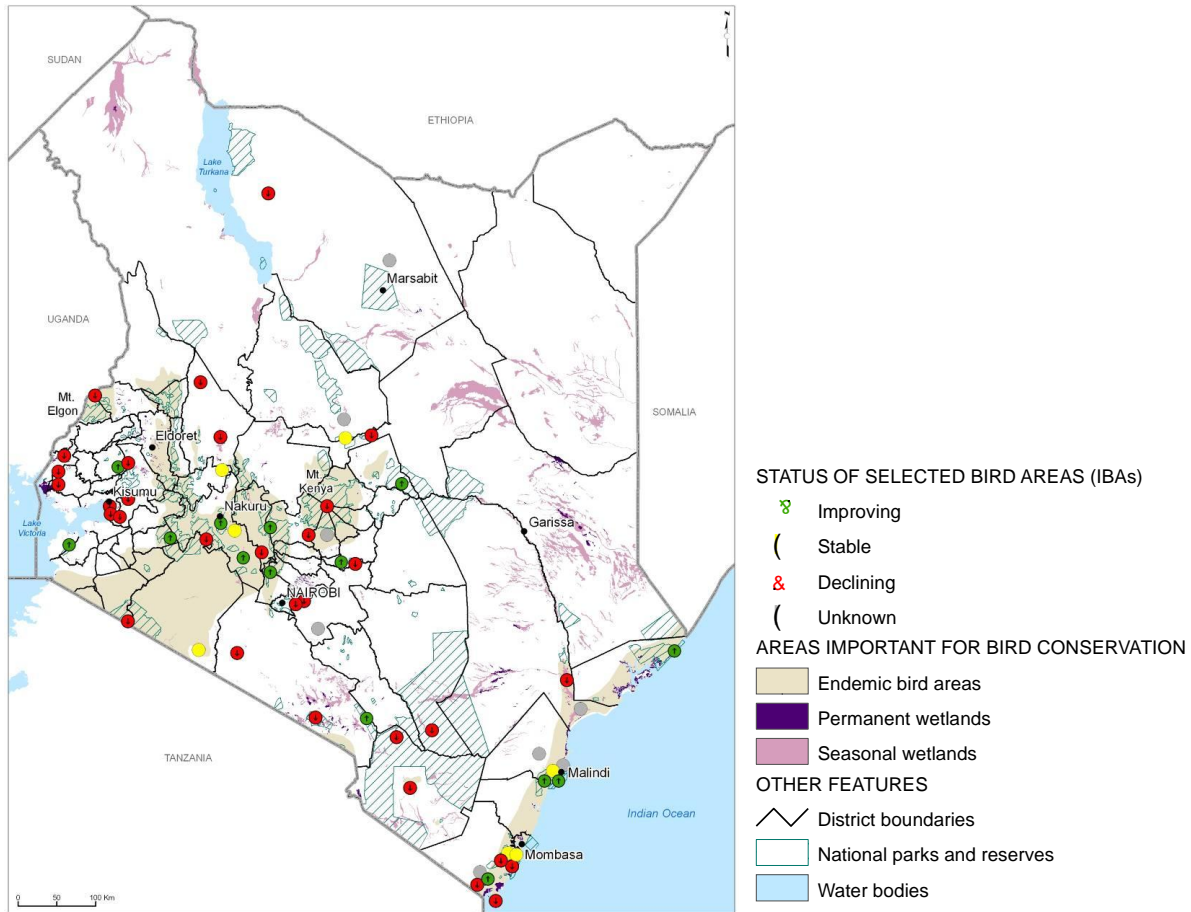 SUDAN
ETHIOPIA
Lake
Turkana
Marsabit
UGANDA
Mt.
Elgon
SOMALIA
Eldoret
Mt.
Kenya
Kisumu
Nakuru
Garissa
Lake
Victoria
NAIROBI
TANZANIA
Malindi
Indian Ocean
Mombasa
0 50 100 Km
STATUS OF SELECTED BIRD AREAS (IBAs)
Improving
( Stable
& Declining
( Unknown
AREAS IMPORTANT FOR BIRD CONSERVATION
Endemic bird areas
Permanent wetlands
Seasonal wetlands
OTHER FEATURES
District boundaries
National parks and reserves
Water bodies